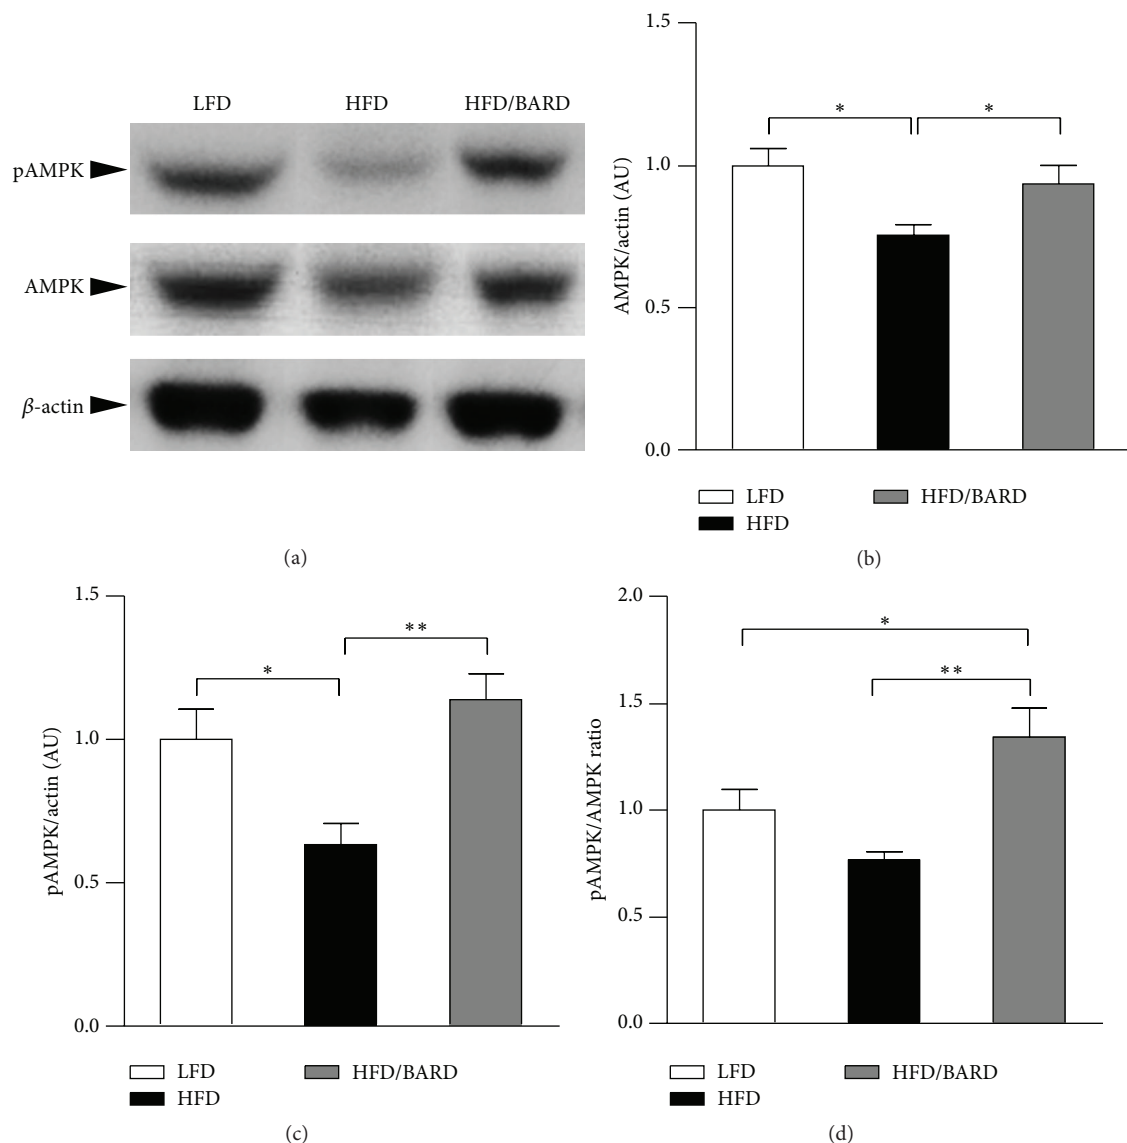 LFD HFD HFD/BARD
pAMPK
AMPK
β-actin
(a)
1.5
1.0
0.5
0.0
AMPK/actin (AU)
* *
LFD HFD/BARD
HFD
(b)
1.5
1.0
0.5
0.0
pAMPK/actin (AU)
**
*
LFD HFD/BARD
HFD
(c)
2.0
1.5
1.0
0.5
0.0
pAMPK/AMPK ratio
*
**
LFD HFD/BARD
HFD
(d)